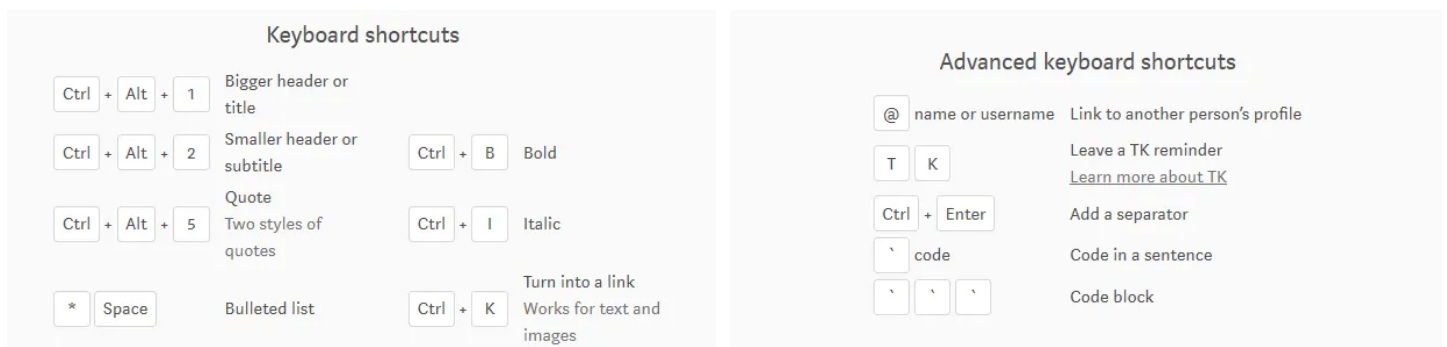 Keyboard shortcuts
Ctrl + Alt + 1 Bigger header or
title
Ctrl + Alt + 2 Smaller header or
subtitle
Ctrl + B Bold
Ctrl + Alt + 5 Quote
Two styles of
quotes
Ctrl + I Italic
* Space Bulleted list
Ctrl + K Turn into a link
Works for text and
images
Advanced keyboard shortcuts
@ name or username Link to another person's profile
T K Leave a TK reminder
Learn more about TK
Ctrl + Enter Add a separator
` code Code in a sentence
` ` ` Code block